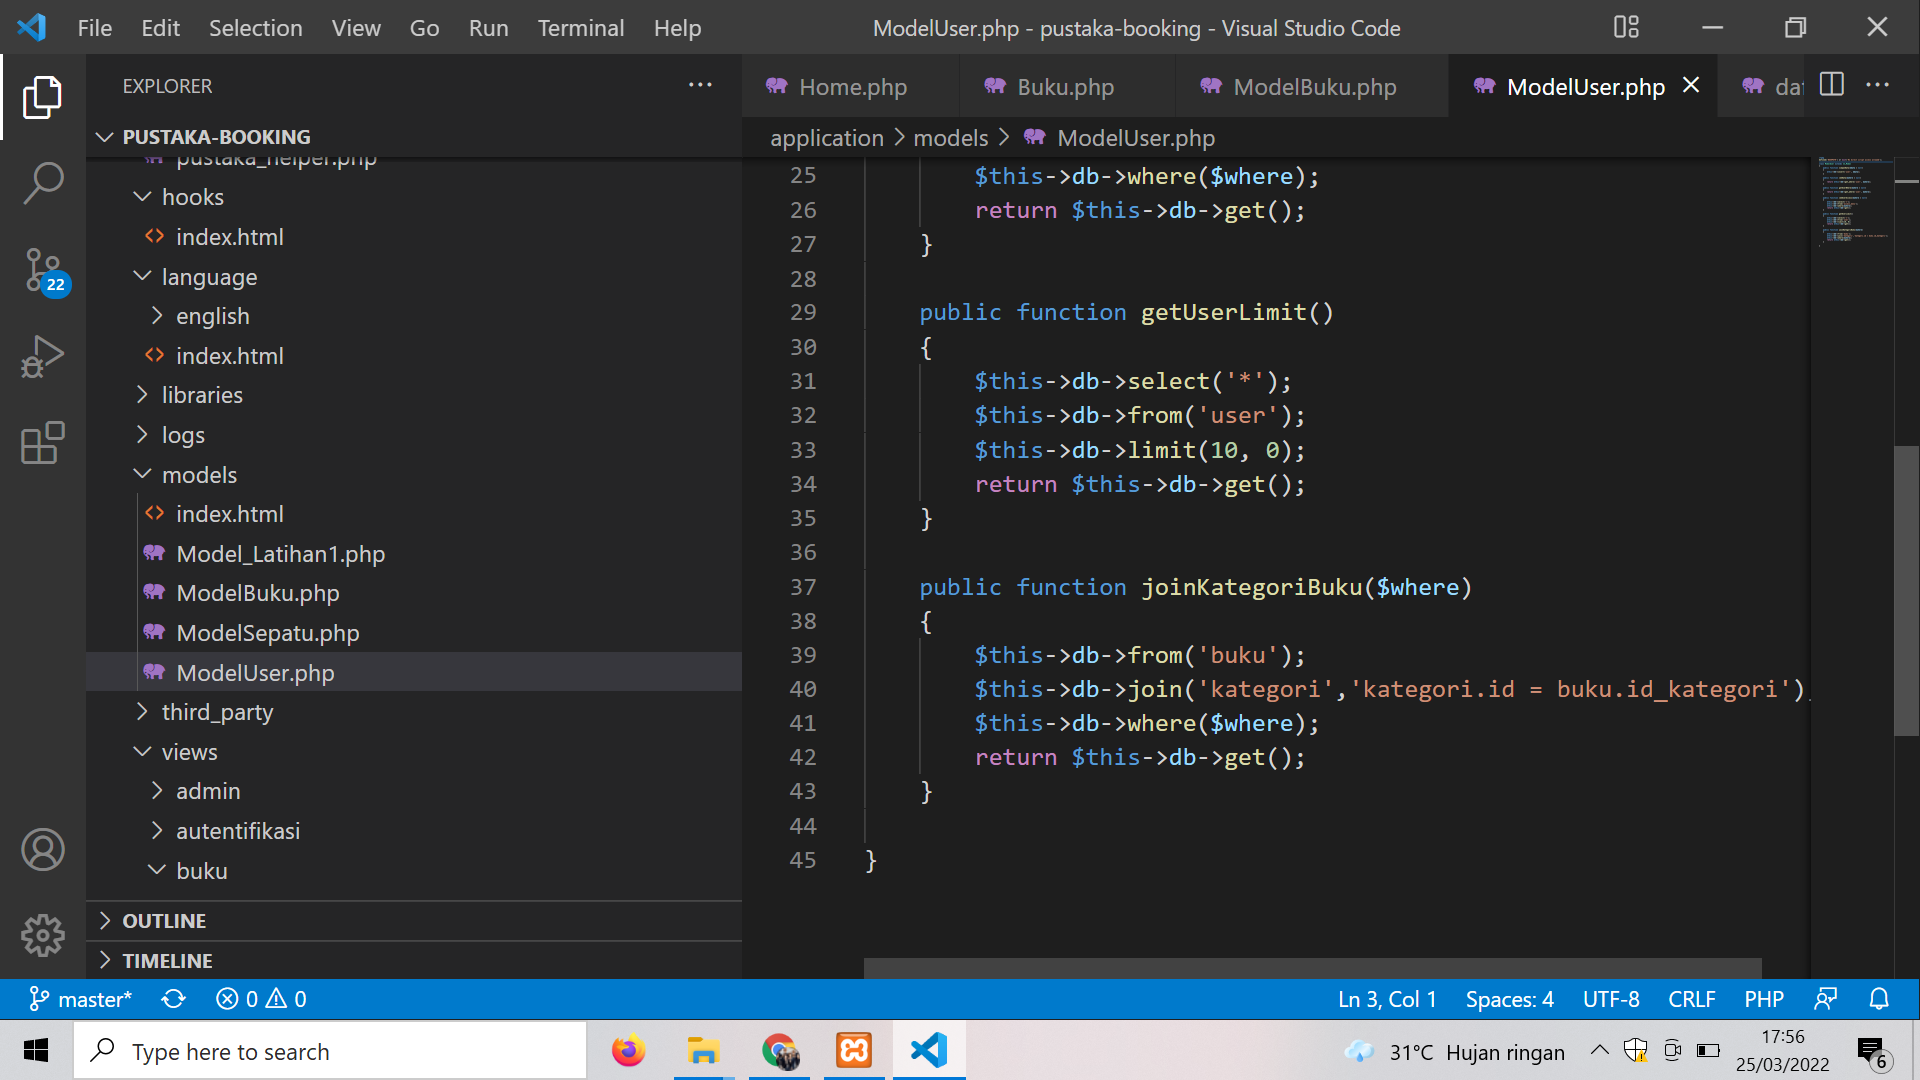 File Edit Selection View Go Run Terminal Help
ModelUser.php - pustaka-booking - Visual Studio Code
EXPLORER
Home.php Buku.php ModelBuku.php ModelUser.php
PUSTAKA-BOOKING
application > models > ModelUser.php
pustaka_helper.php
hooks
index.html
language
english
index.html
libraries
logs
models
index.html
Model_Latihan1.php
ModelBuku.php
ModelSepatu.php
ModelUser.php
third_party
views
admin
autentifikasi
buku
OUTLINE
TIMELINE
22
25 $this->db->where($where);
26 return $this->db->get();
27 }
28
29 public function getUserLimit()
30 {
31 $this->db->select('*');
32 $this->db->from('user');
33 $this->db->limit(10, 0);
34 return $this->db->get();
35 }
36
37 public function joinKategoriBuku($where)
38 {
39 $this->db->from('buku');
40 $this->db->join('kategori','kategori.id = buku.id_kategori');
41 $this->db->where($where);
42 return $this->db->get();
43 }
44
45 }
master* 0 0 Ln 3, Col 1 Spaces: 4 UTF-8 CRLF PHP
Type here to search
31°C Hujan ringan
17:56
25/03/2022
6